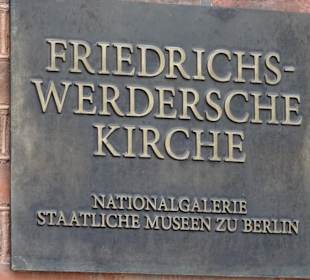 FRIEDRICHS-
WERDERSCHE
KIRCHE
NATIONALGALERIE
STAATLICHE MUSEEN ZU BERLIN